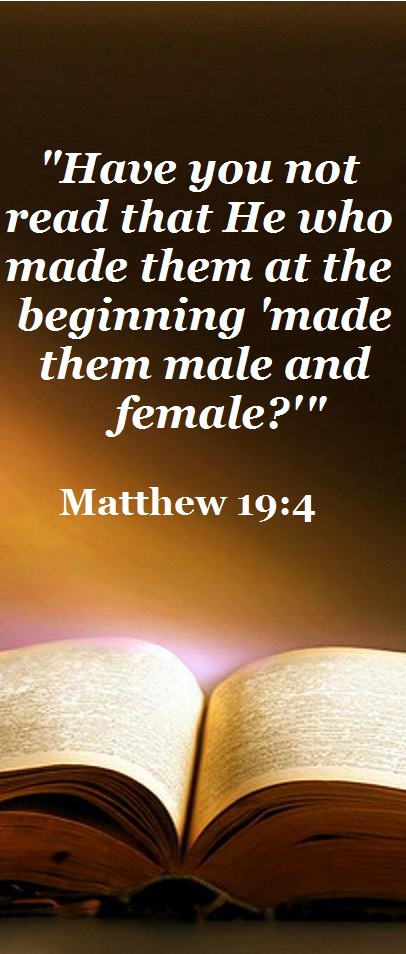 "Have you not
read that He who
made them at the
beginning 'made
them male and
female?'"
Matthew 19:4